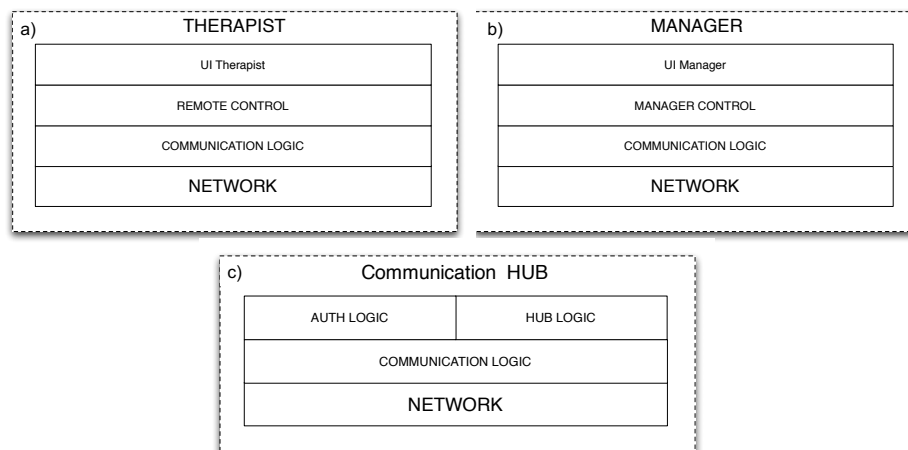 a)
THERAPIST
UI Therapist
REMOTE CONTROL
COMMUNICATION LOGIC
NETWORK
b)
MANAGER
UI Manager
MANAGER CONTROL
COMMUNICATION LOGIC
NETWORK
c)
Communication HUB
AUTH LOGIC
HUB LOGIC
COMMUNICATION LOGIC
NETWORK